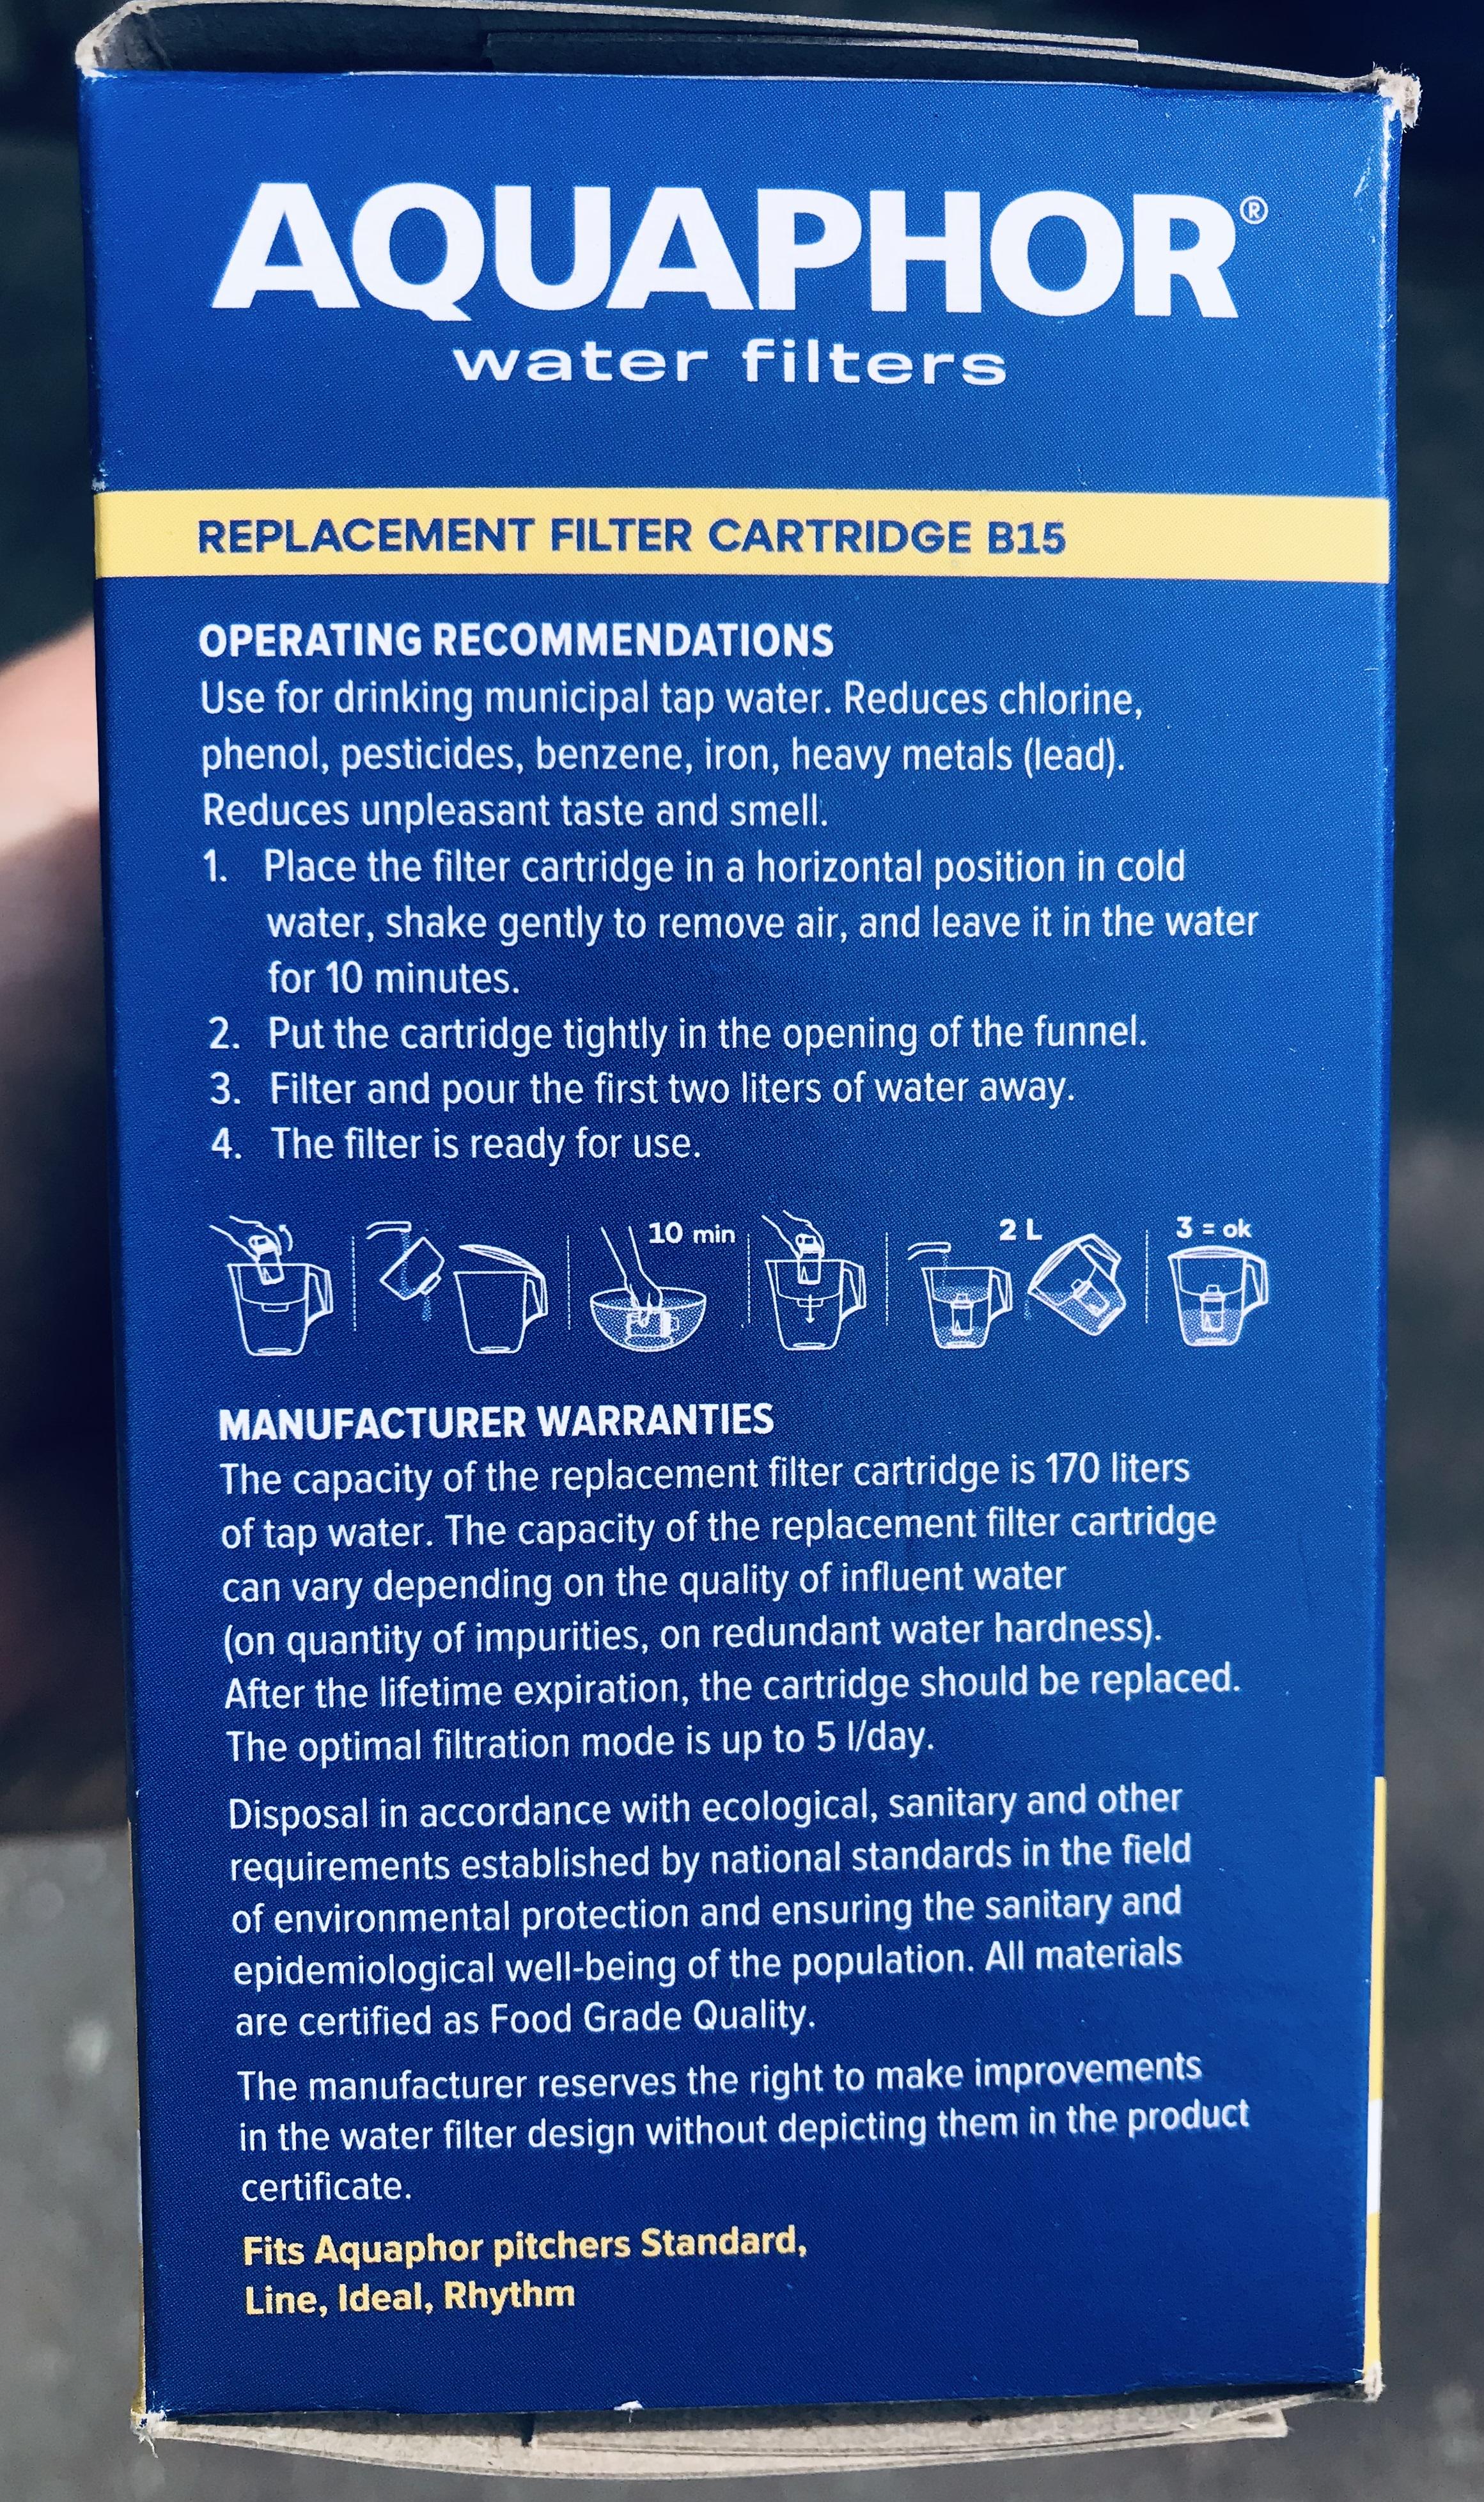 AQUAPHOR®
water filters
REPLACEMENT FILTER CARTRIDGE B15
OPERATING RECOMMENDATIONS
Use for drinking municipal tap water. Reduces chlorine,
phenol, pesticides, benzene, iron, heavy metals (lead).
Reduces unpleasant taste and smell.
1. Place the filter cartridge in a horizontal position in cold
water, shake gently to remove air, and leave it in the water
for 10 minutes.
2. Put the cartridge tightly in the opening of the funnel.
3. Filter and pour the first two liters of water away.
4. The filter is ready for use.
10 min 2 L 3 = ok
MANUFACTURER WARRANTIES
The capacity of the replacement filter cartridge is 170 liters
of tap water. The capacity of the replacement filter cartridge
can vary depending on the quality of influent water
(on quantity of impurities, on redundant water hardness).
After the lifetime expiration, the cartridge should be replaced.
The optimal filtration mode is up to 5 l/day.
Disposal in accordance with ecological, sanitary and other
requirements established by national standards in the field
of environmental protection and ensuring the sanitary and
epidemiological well-being of the population. All materials
are certified as Food Grade Quality.
The manufacturer reserves the right to make improvements
in the water filter design without depicting them in the product
certificate.
Fits Aquaphor pitchers Standard,
Line, Ideal, Rhythm